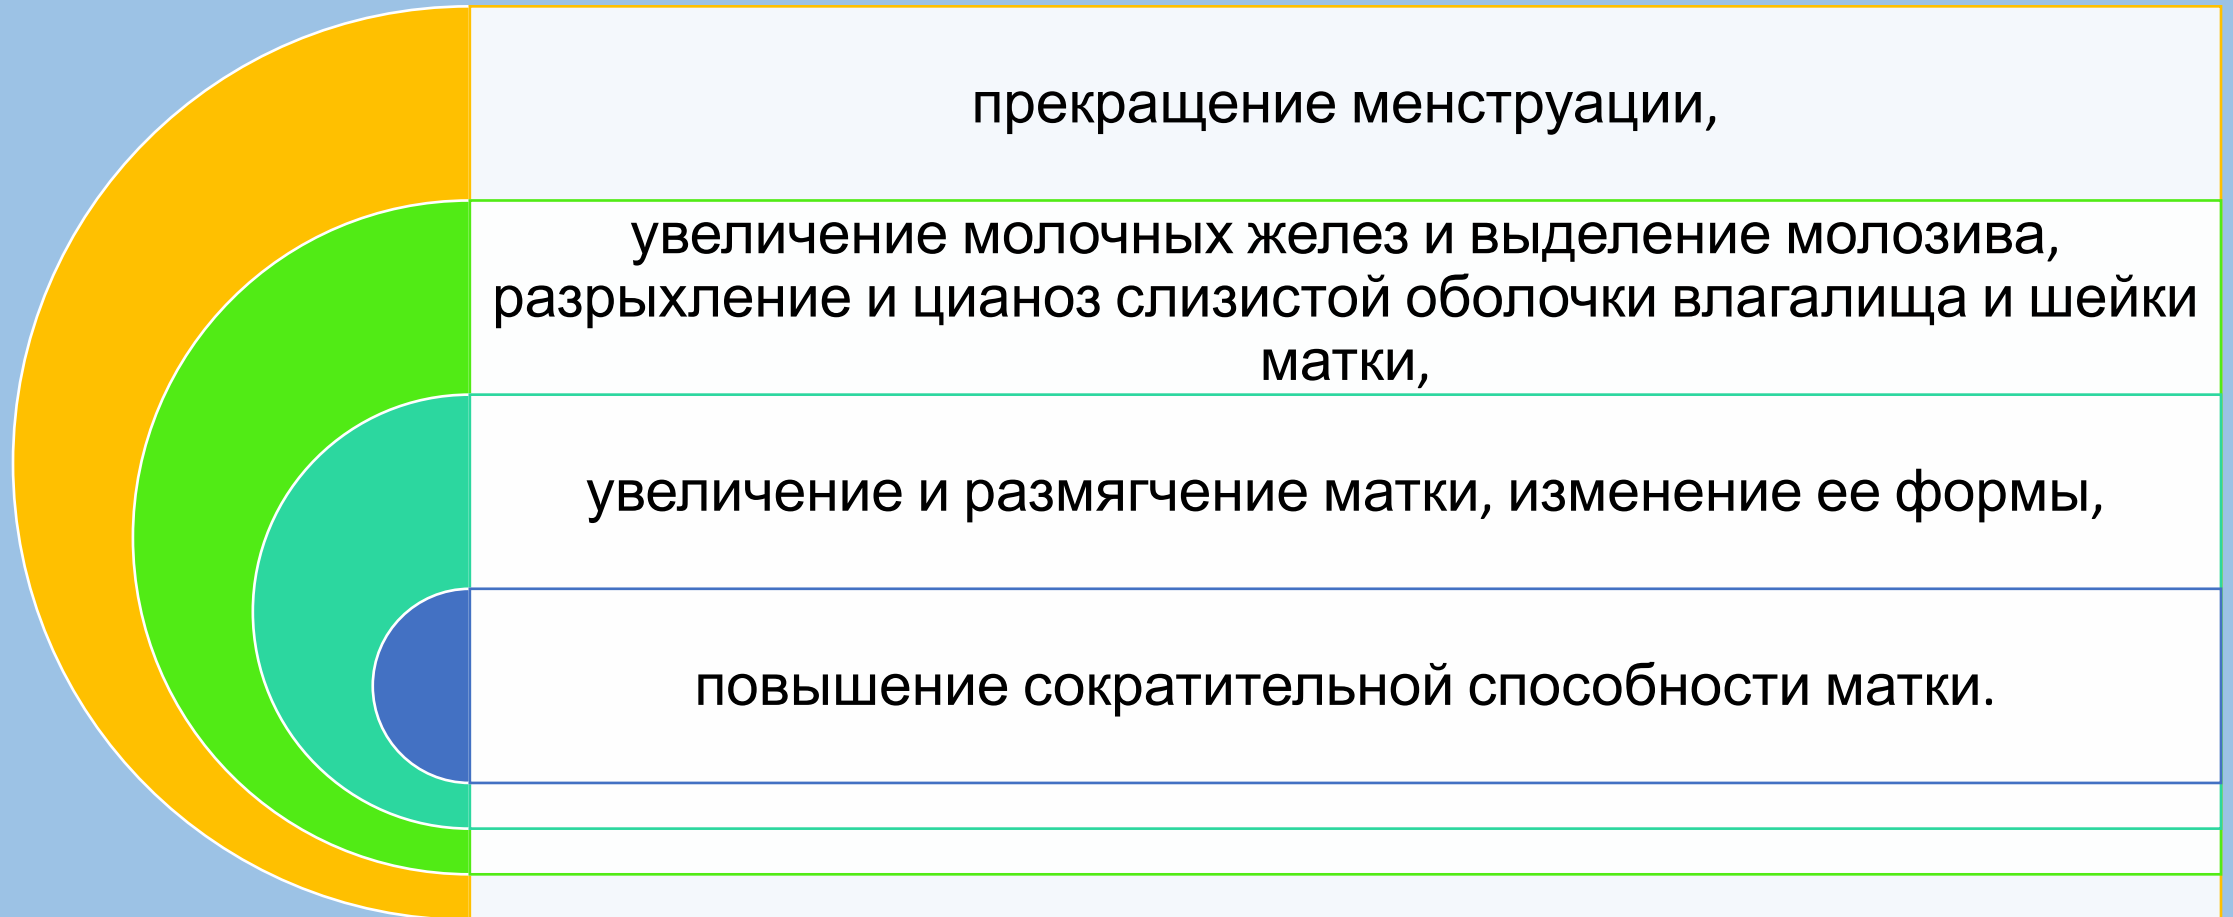 прекращение менструации,
увеличение молочных желез и выделение молозива,
разрыхление и цианоз слизистой оболочки влагалища и шейки
матки,
увеличение и размягчение матки, изменение ее формы,
повышение сократительной способности матки.